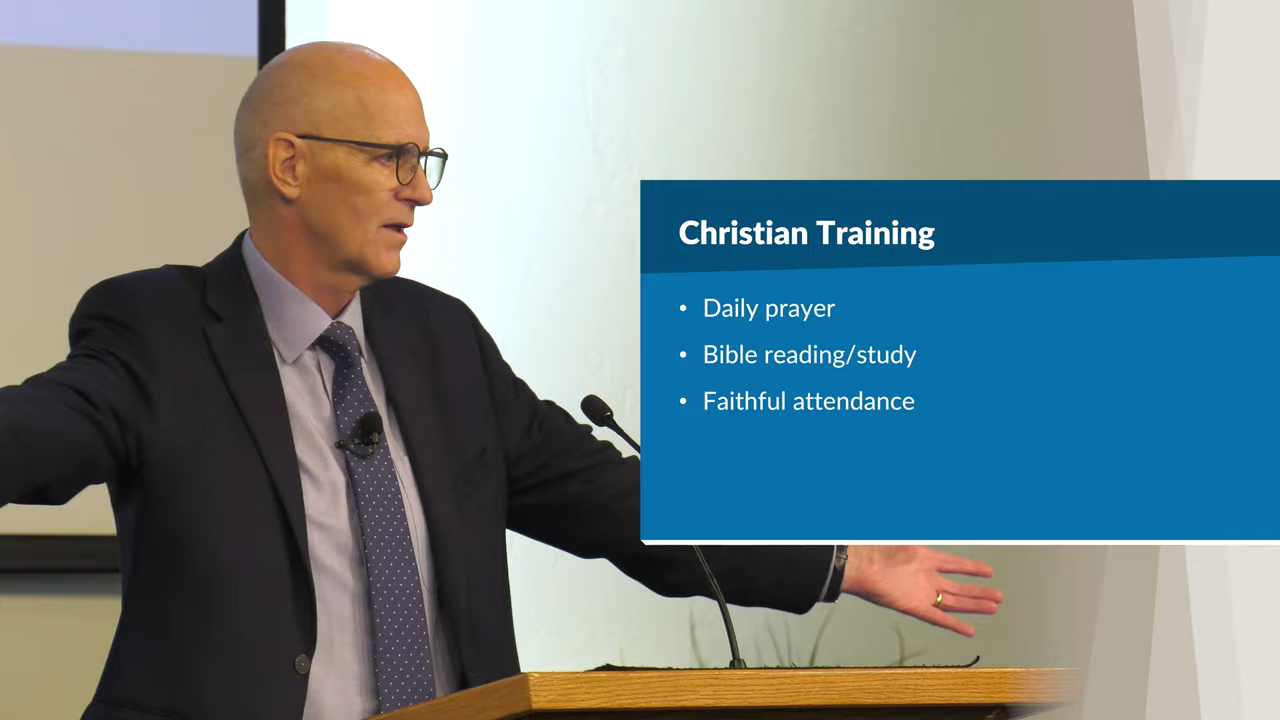 Christian Training
• Daily prayer
• Bible reading/study
• Faithful attendance